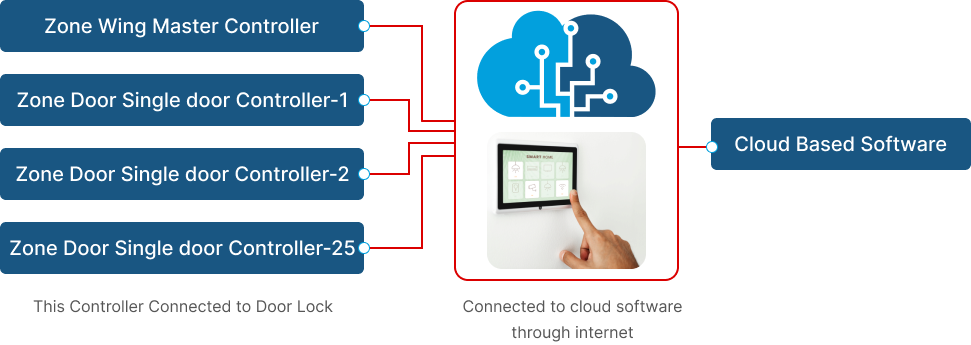 Zone Wing Master Controller
Zone Door Single door Controller-1
Zone Door Single door Controller-2
Zone Door Single door Controller-25
This Controller Connected to Door Lock
SMART HOME
Connected to cloud software
through internet
Cloud Based Software